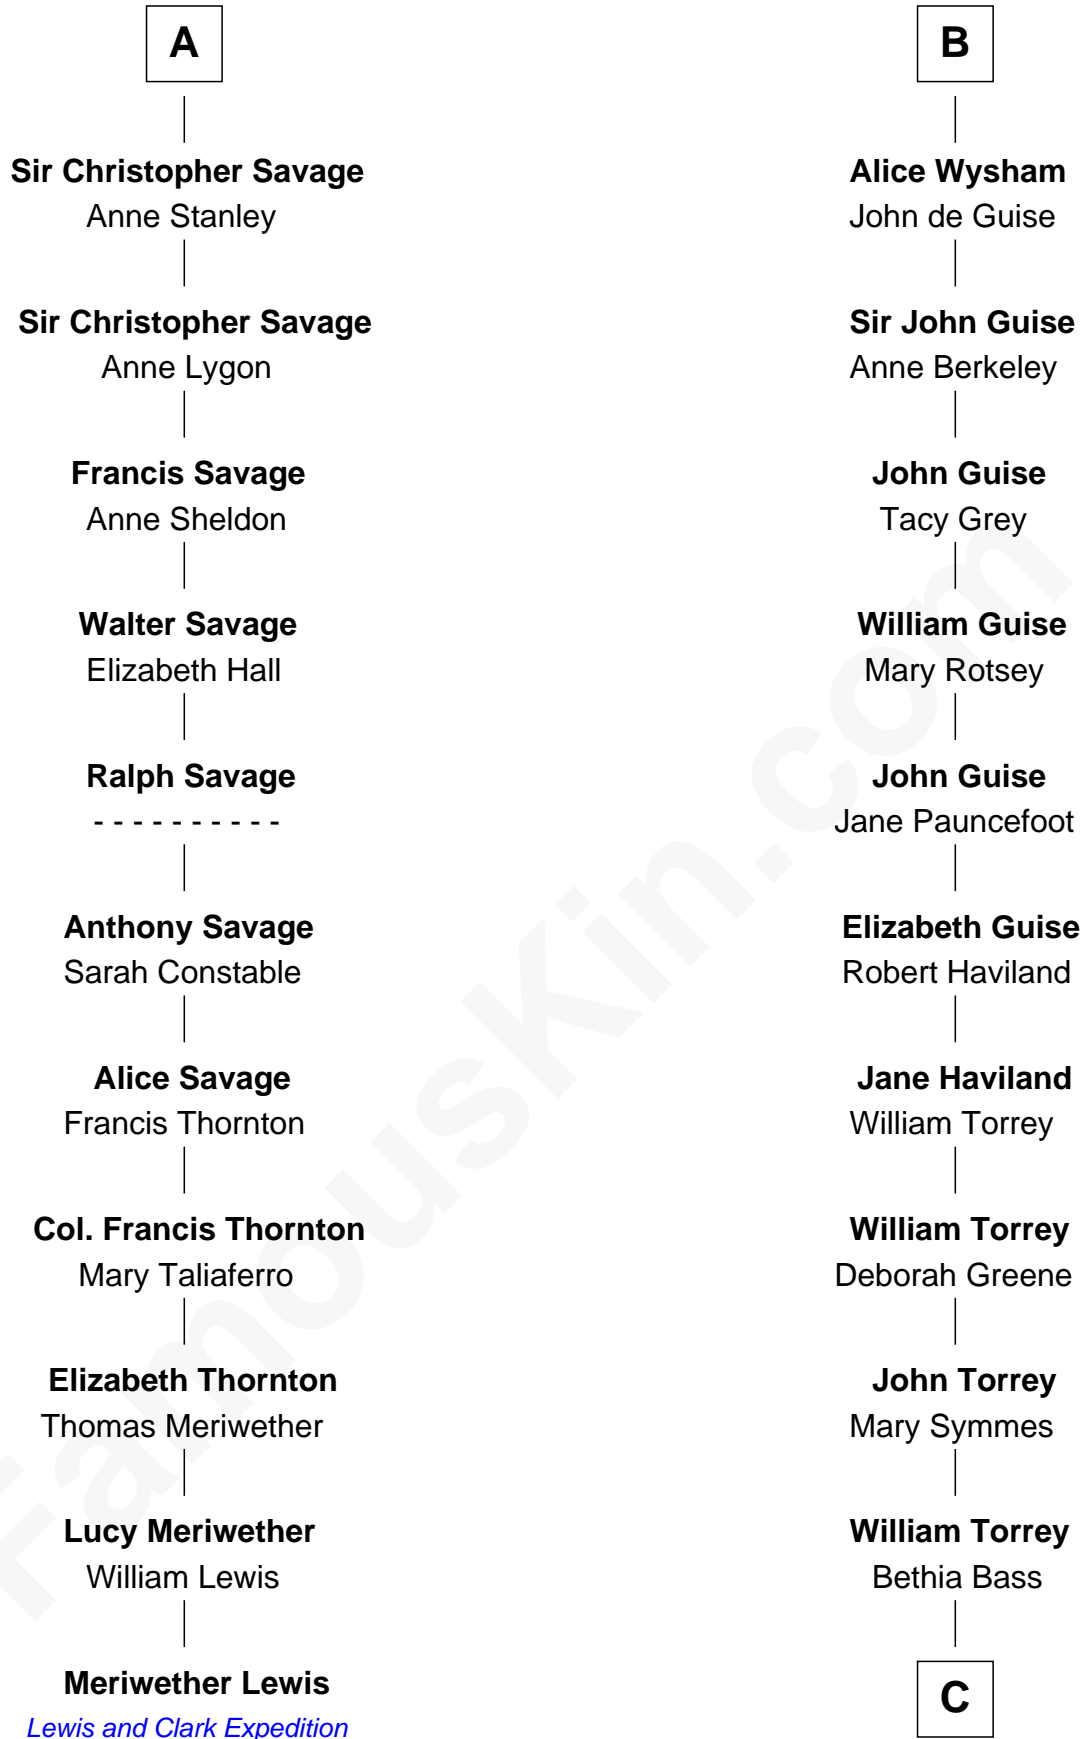 A
Sir Christopher Savage
Anne Stanley
Sir Christopher Savage
Anne Lygon
Francis Savage
Anne Sheldon
Walter Savage
Elizabeth Hall
Ralph Savage
- - - - - - - - - -
Anthony Savage
Sarah Constable
Alice Savage
Francis Thornton
Col. Francis Thornton
Mary Taliaferro
Elizabeth Thornton
Thomas Meriwether
Lucy Meriwether
William Lewis
Meriwether Lewis
Lewis and Clark Expedition
B
Alice Wysham
John de Guise
Sir John Guise
Anne Berkeley
John Guise
Tacy Grey
William Guise
Mary Rotsey
John Guise
Jane Pauncefoot
Elizabeth Guise
Robert Haviland
Jane Haviland
William Torrey
William Torrey
Deborah Greene
John Torrey
Mary Symmes
William Torrey
Bethia Bass
C
FamousKin.com